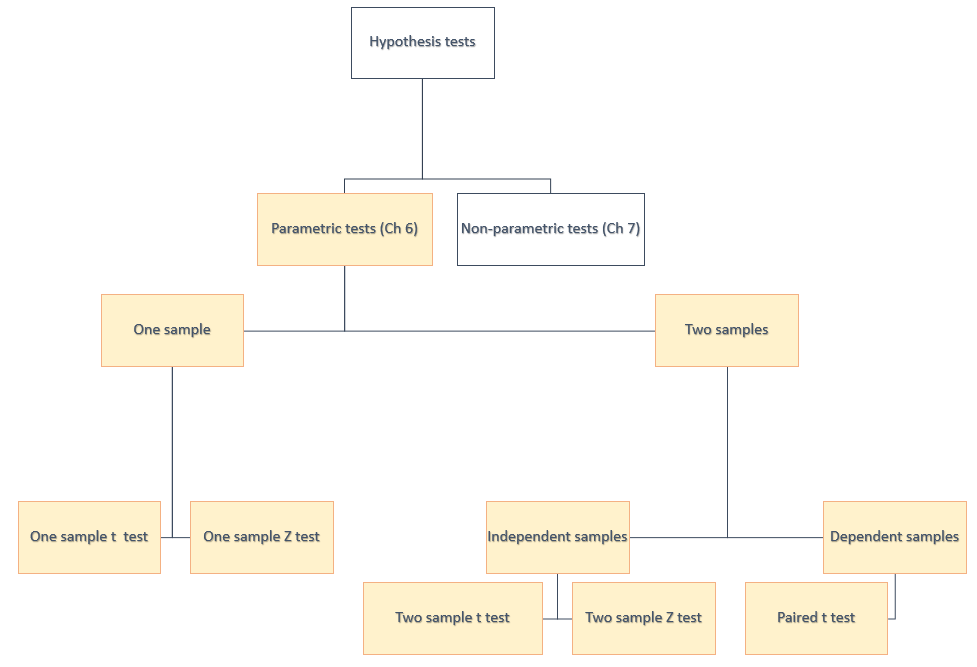 Hypothesis tests
Parametric tests (Ch 6)
Non-parametric tests (Ch 7)
One sample
Two samples
One sample t  test
One sample Z test
Independent samples
Dependent samples
Two sample t test
Two sample Z test
Paired t test